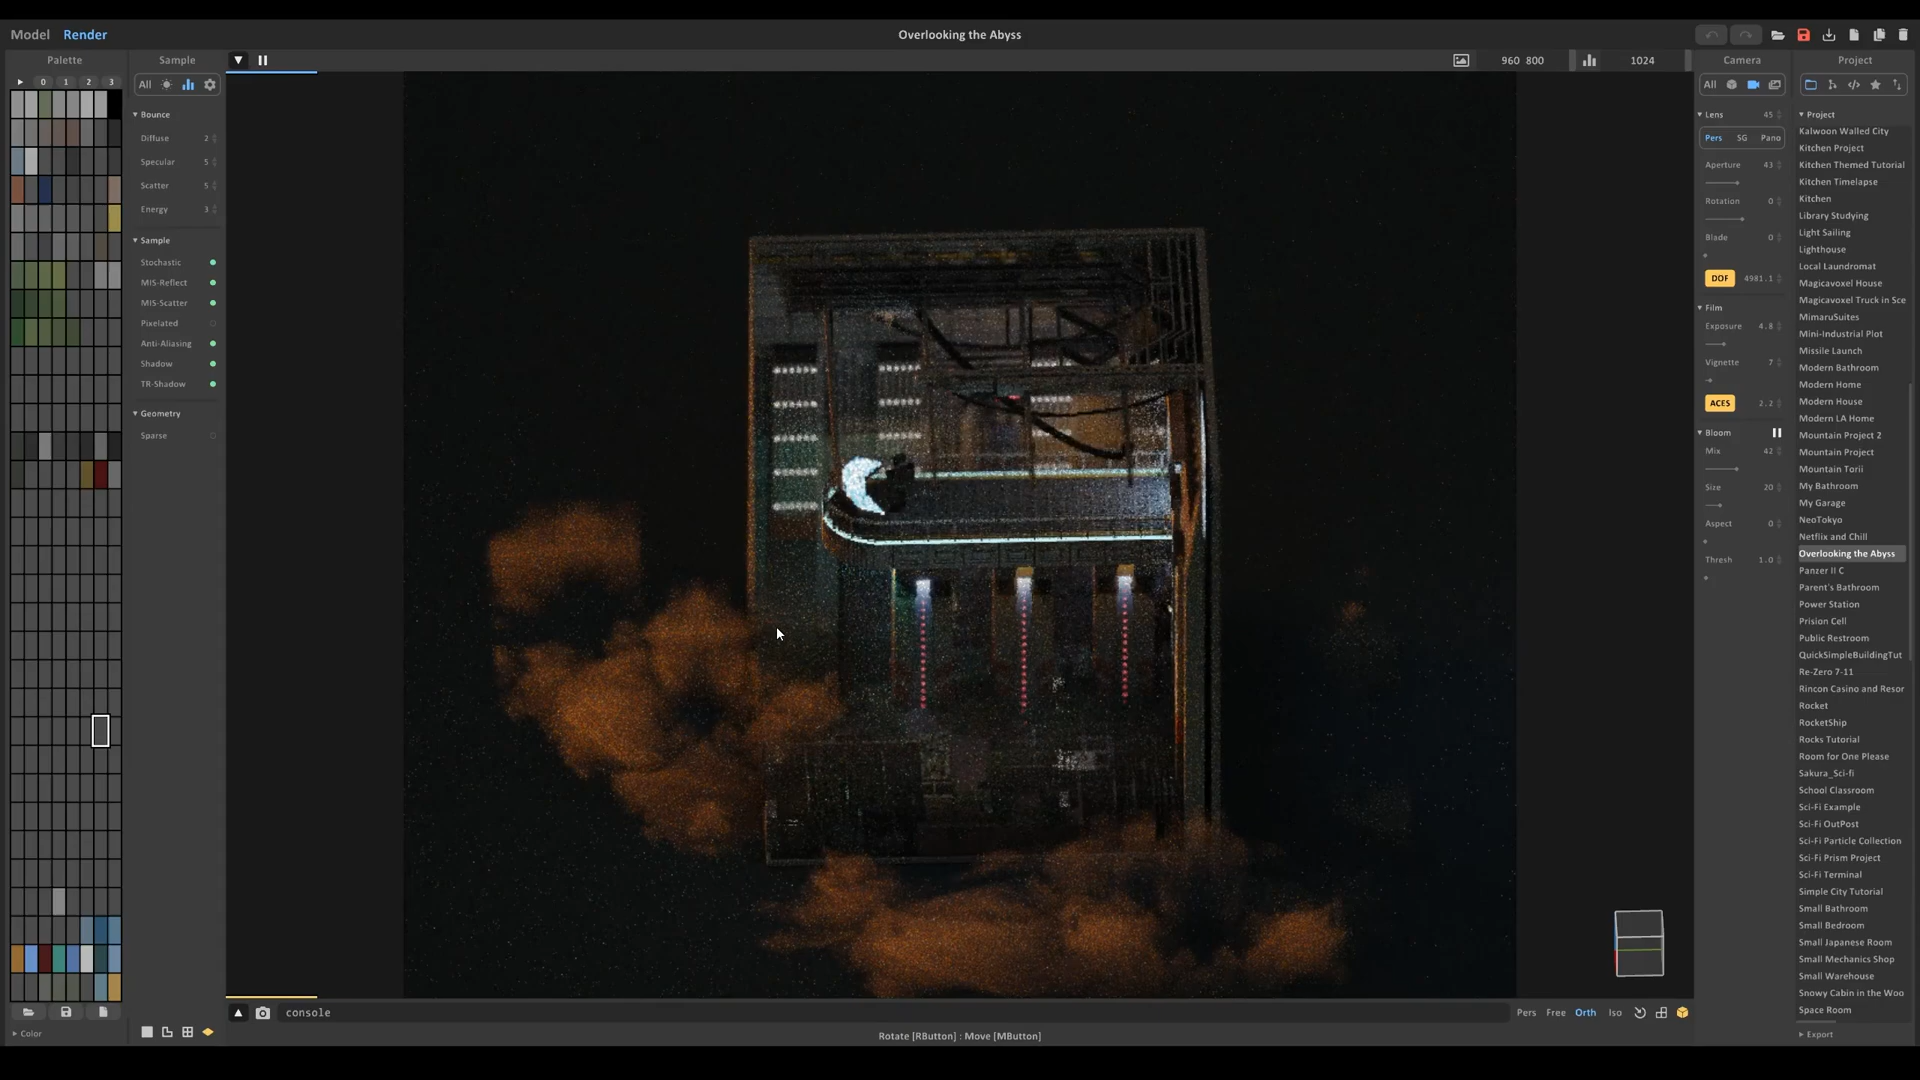 Model Render
Overlooking the Abyss
Palette
Sample
960 800
1024
Camera
Project
0 1 2 3
All
Bounce
Diffuse 2
Specular 5
Scatter 5
Energy 3
Sample
Stochastic
MIS-Reflect
MIS-Scatter
Pixelated
Anti-Aliasing
Shadow
TR-Shadow
Geometry
Sparse
All
Lens 45
Pers SG Pano
Aperture 43
Rotation 0
Blade 0
DOF 4981.1
Film
Exposure 4.8
Vignette 7
ACES 2.2
Bloom
Mix 42
Size 20
Aspect 0
Thresh 1.0
Project
Kalwoon Walled City
Kitchen Project
Kitchen Themed Tutorial
Kitchen Timelapse
Kitchen
Library Studying
Light Sailing
Lighthouse
Local Laundromat
Magicavoxel House
Magicavoxel Truck in Sce
MimaruSuites
Mini-Industrial Plot
Missile Launch
Modern Bathroom
Modern Home
Modern House
Modern LA Home
Mountain Project 2
Mountain Project
Mountain Torii
My Bathroom
My Garage
NeoTokyo
Netflix and Chill
Overlooking the Abyss
Panzer II C
Parent's Bathroom
Power Station
Prision Cell
Public Restroom
QuickSimpleBuildingTut
Re-Zero 7-11
Rincon Casino and Resor
Rocket
RocketShip
Rocks Tutorial
Room for One Please
Sakura_Sci-fi
School Classroom
Sci-Fi Example
Sci-Fi OutPost
Sci-Fi Particle Collection
Sci-Fi Prism Project
Sci-Fi Terminal
Simple City Tutorial
Small Bathroom
Small Bedroom
Small Japanese Room
Small Mechanics Shop
Small Warehouse
Snowy Cabin in the Woo
Space Room
Export
Color
console
Pers Free Orth Iso
Rotate [RButton] : Move [MButton]